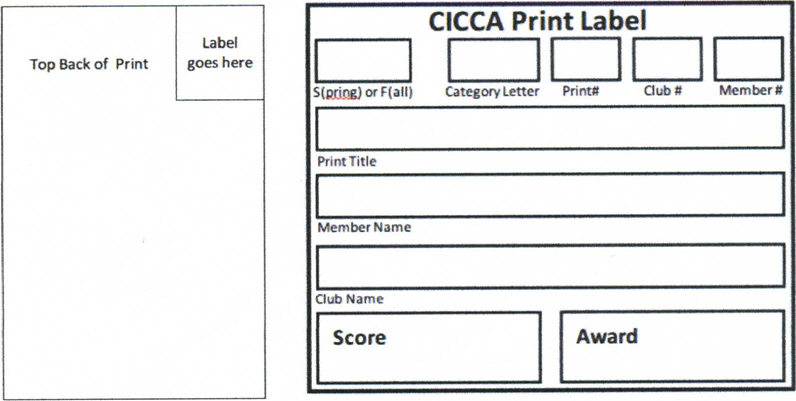 Top Back of Print
Label
goes here
CICCA Print Label
S(pring) or F(all)
Category Letter
Print#
Club #
Member #
Print Title
Member Name
Club Name
Score
Award